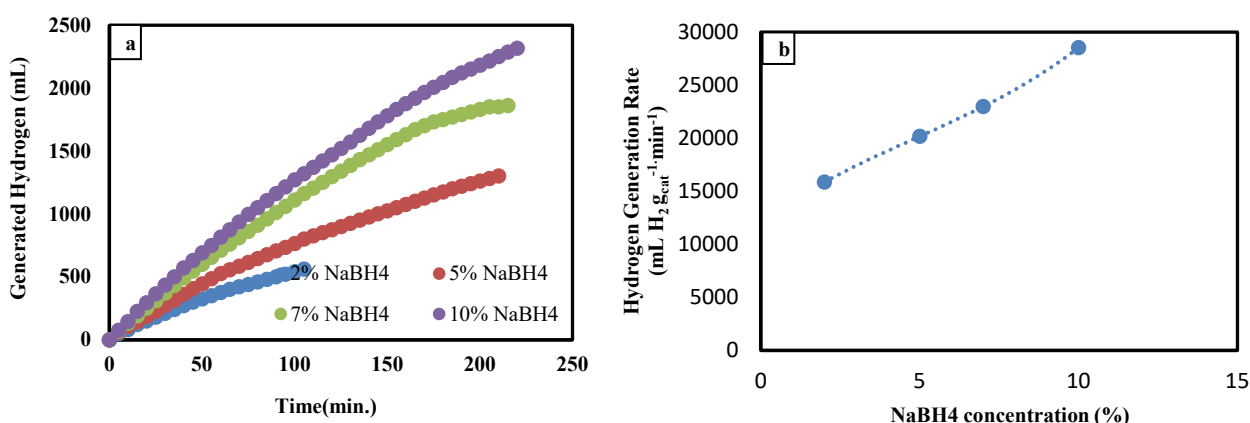 a
Generated Hydrogen (mL)
2500
2000
1500
1000
500
0
2% NaBH4
5% NaBH4
7% NaBH4
10% NaBH4
0 50 100 150 200 250
Time(min.)
b
Hydrogen Generation Rate
(mL H₂ g_cat⁻¹·min⁻¹)
30000
25000
20000
15000
10000
5000
0
0 5 10 15
NaBH4 concentration (%)